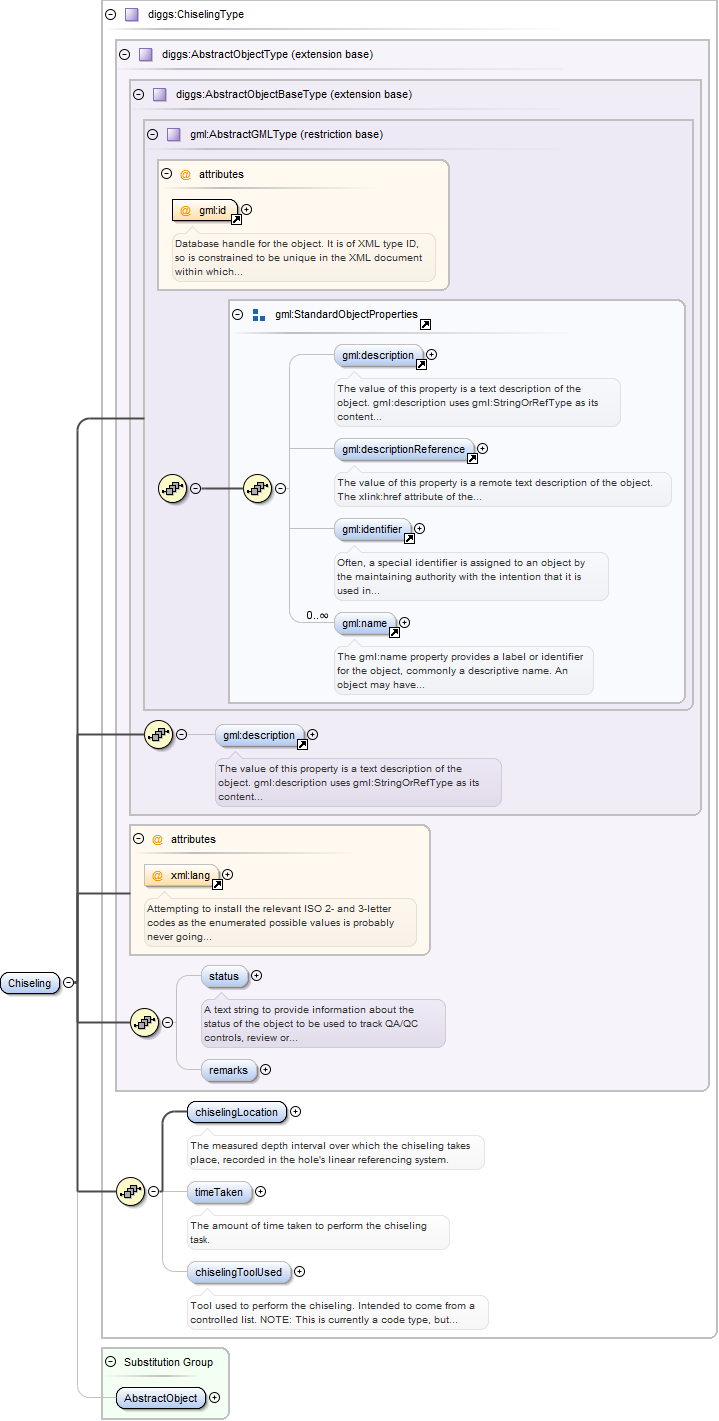 diggs:ChiselingType
diggs:AbstractObjectType (extension base)
diggs:AbstractObjectBaseType (extension base)
gml:AbstractGMLType (restriction base)
@ attributes
@ gml:id
Database handle for the object. It is of XML type ID,
so is constrained to be unique in the XML document
within which...
gml:StandardObjectProperties
gml:description
The value of this property is a text description of the
object. gml:description uses gml:StringOrRefType as its
content...
gml:descriptionReference
The value of this property is a remote text description of the object.
The xlink:href attribute of the...
gml:identifier
Often, a special identifier is assigned to an object by
the maintaining authority with the intention that it is
used in...
0..∞
gml:name
The gml:name property provides a label or identifier
for the object, commonly a descriptive name. An
object may have...
gml:description
The value of this property is a text description of the
object. gml:description uses gml:StringOrRefType as its
content...
@ attributes
@ xml:lang
Attempting to install the relevant ISO 2- and 3-letter
codes as the enumerated possible values is probably
never going...
Chiseling
status
A text string to provide information about the
status of the object to be used to track QA/QC
controls, review or...
remarks
chiselingLocation
The measured depth interval over which the chiseling takes
place, recorded in the hole's linear referencing system.
timeTaken
The amount of time taken to perform the chiseling
task.
chiselingToolUsed
Tool used to perform the chiseling. Intended to come from a
controlled list. NOTE: This is currently a code type, but...
Substitution Group
AbstractObject